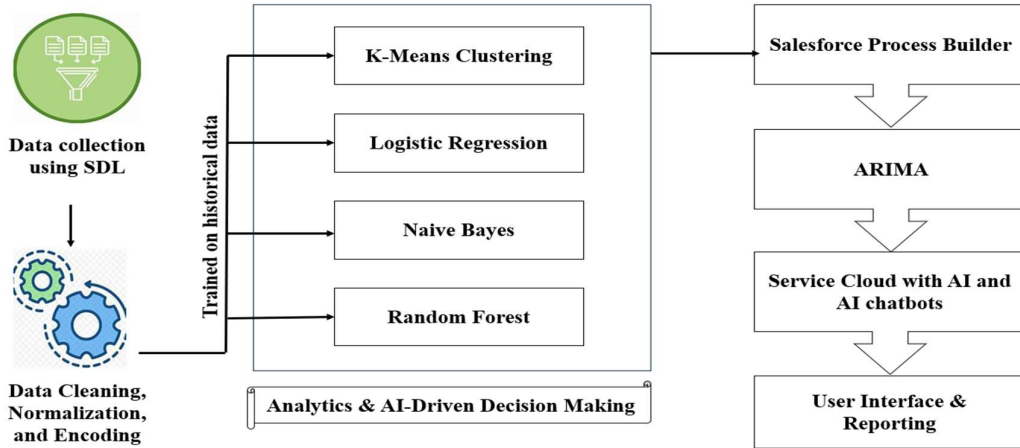 Data collection
using SDL
Data Cleaning,
Normalization,
and Encoding
Trained on historical data
K-Means Clustering
Logistic Regression
Naive Bayes
Random Forest
Analytics & AI-Driven Decision Making
Salesforce Process Builder
ARIMA
Service Cloud with AI and
AI chatbots
User Interface &
Reporting